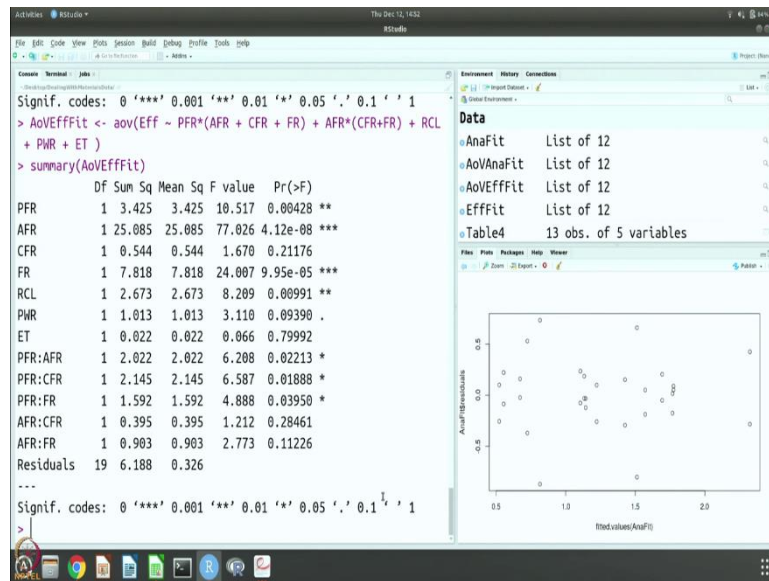 Activities RStudio Thu Dec 12, 14:52 84%
RStudio
File Edit Code View Plots Session Build Debug Profile Tools Help
Go to file/function Addins
Console Terminal Jobs
Signif. codes: 0 ‘***’ 0.001 ‘**’ 0.01 ‘*’ 0.05 ‘.’ 0.1 ‘ ’ 1
> AoVEffFit <- aov(Eff ~ PFR*(AFR + CFR + FR) + AFR*(CFR+FR) + RCL
+ PWR + ET )
> summary(AoVEffFit)
Df Sum Sq Mean Sq F value Pr(>F)
PFR 1 3.425 3.425 10.517 0.00428 **
AFR 1 25.085 25.085 77.026 4.12e-08 ***
CFR 1 0.544 0.544 1.670 0.21176
FR 1 7.818 7.818 24.007 9.95e-05 ***
RCL 1 2.673 2.673 8.209 0.00991 **
PWR 1 1.013 1.013 3.110 0.09390 .
ET 1 0.022 0.022 0.066 0.79992
PFR:AFR 1 2.022 2.022 6.208 0.02213 *
PFR:CFR 1 2.145 2.145 6.587 0.01888 *
PFR:FR 1 1.592 1.592 4.888 0.03950 *
AFR:CFR 1 0.395 0.395 1.212 0.28461
AFR:FR 1 0.903 0.903 2.773 0.11226
Residuals 19 6.188 0.326
---
Signif. codes: 0 ‘***’ 0.001 ‘**’ 0.01 ‘*’ 0.05 ‘.’ 0.1 ‘ ’ 1
>
Environment History Connections
Import Dataset List
Global Environment
Data
AnaFit List of 12
AoVAnaFit List of 12
AoVEffFit List of 12
EffFit List of 12
Table4 13 obs. of 5 variables
Files Plots Packages Help Viewer
Zoom Export Publish
AnaFit$residuals
0.5
0.0
-0.5
0.5 1.0 1.5 2.0
fitted.values(AnaFit)
NPTEL